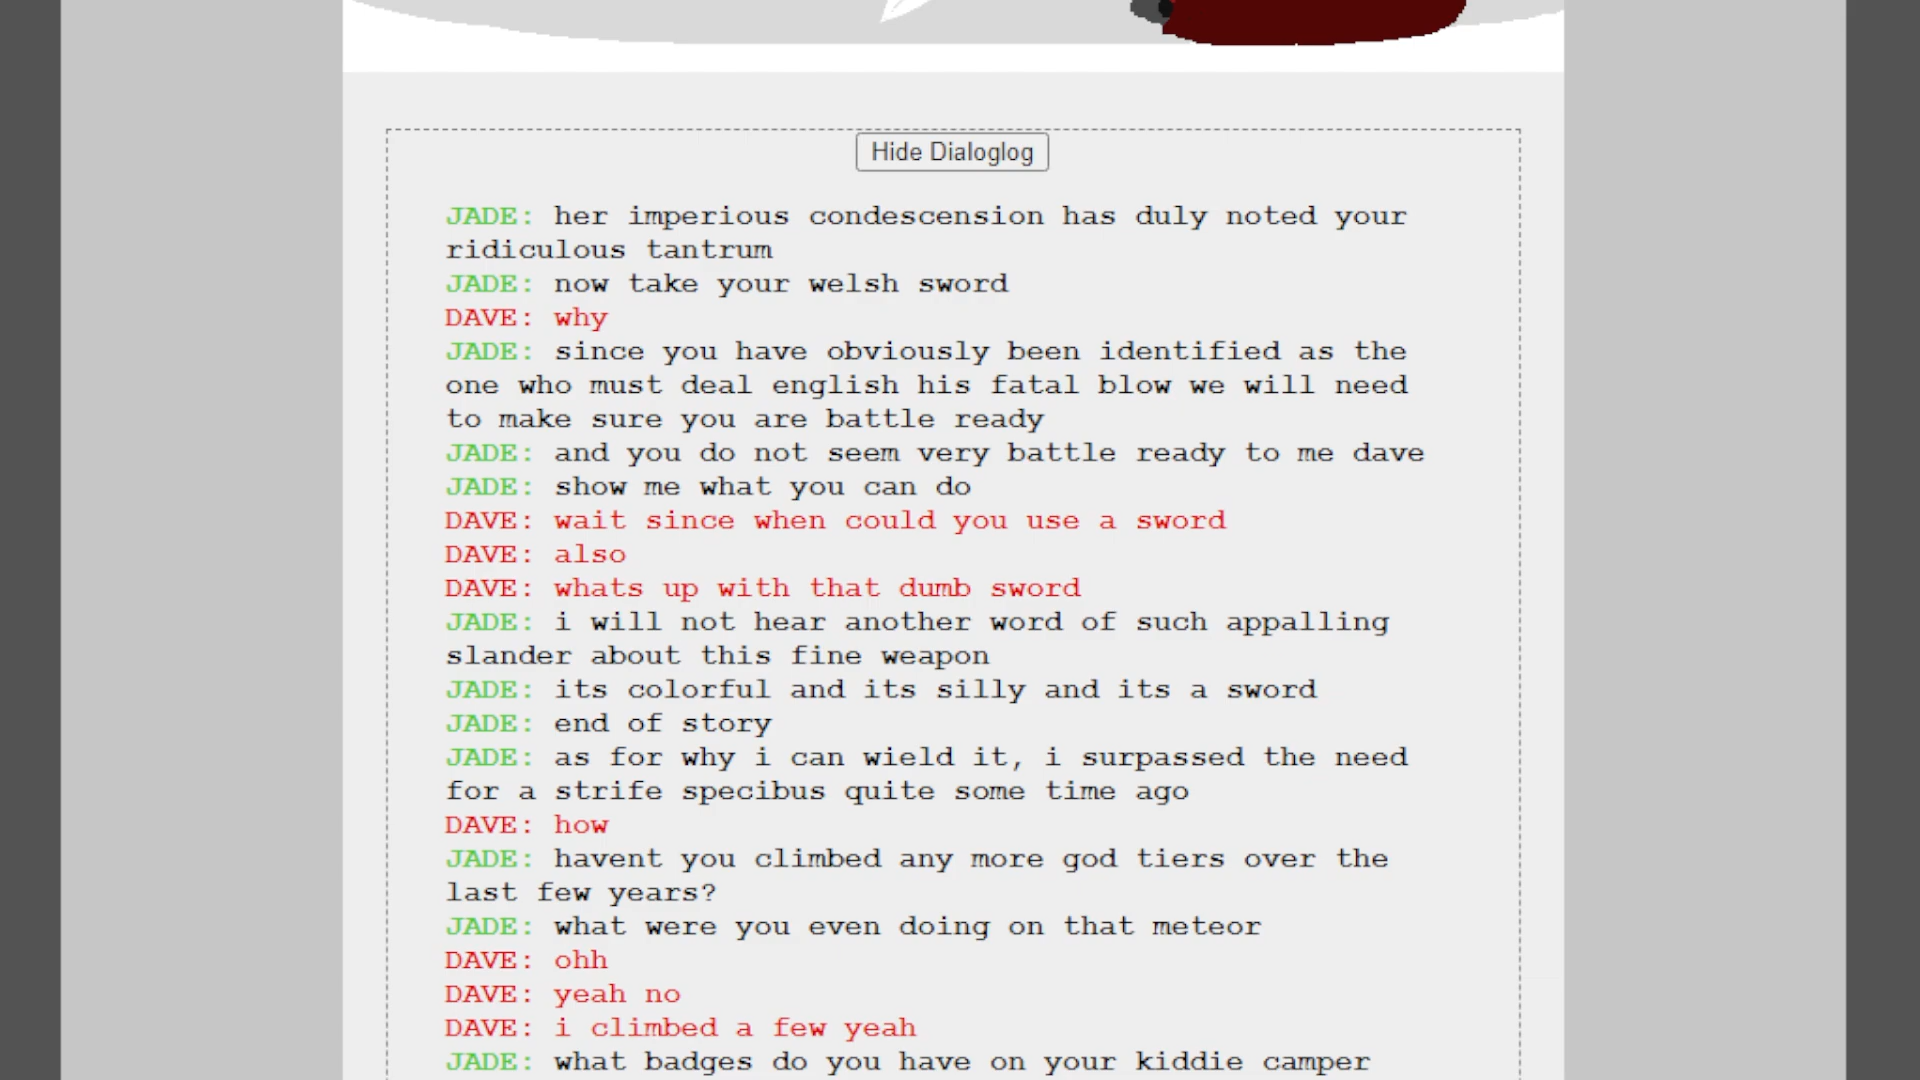 Hide Dialoglog
JADE: her imperious condescension has duly noted your
ridiculous tantrum
JADE: now take your welsh sword
DAVE: why
JADE: since you have obviously been identified as the
one who must deal english his fatal blow we will need
to make sure you are battle ready
JADE: and you do not seem very battle ready to me dave
JADE: show me what you can do
DAVE: wait since when could you use a sword
DAVE: also
DAVE: whats up with that dumb sword
JADE: i will not hear another word of such appalling
slander about this fine weapon
JADE: its colorful and its silly and its a sword
JADE: end of story
JADE: as for why i can wield it, i surpassed the need
for a strife specibus quite some time ago
DAVE: how
JADE: havent you climbed any more god tiers over the
last few years?
JADE: what were you even doing on that meteor
DAVE: ohh
DAVE: yeah no
DAVE: i climbed a few yeah
JADE: what badges do you have on your kiddie camper